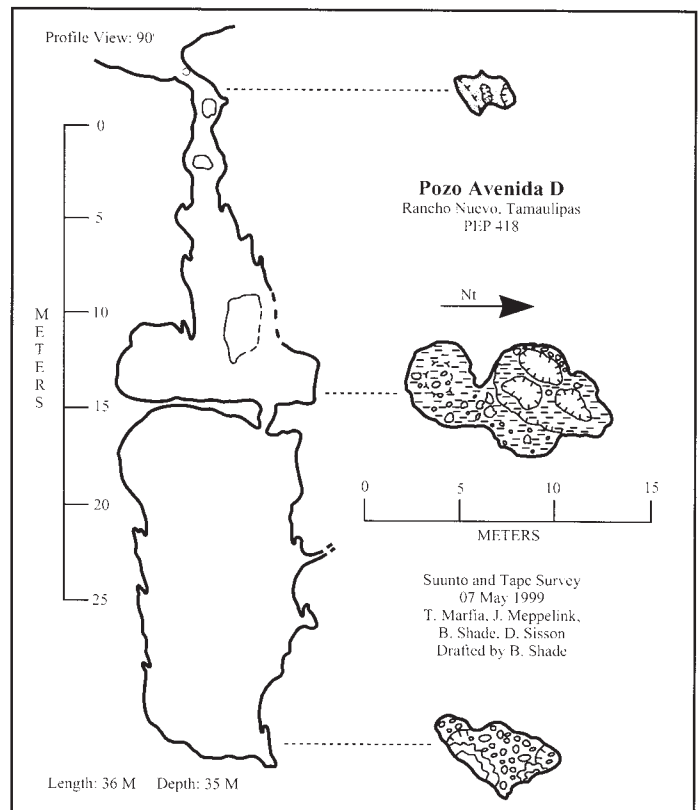 Profile View: 90°
0
5
10
15
20
25
METERS
Pozo Avenida D
Rancho Nuevo, Tamaulipas
PEP 418
Nt
0 5 10 15
METERS
Suunto and Tape Survey
07 May 1999
T. Marfia, J. Meppelink,
B. Shade, D. Sisson
Drafted by B. Shade
Length: 36 M Depth: 35 M